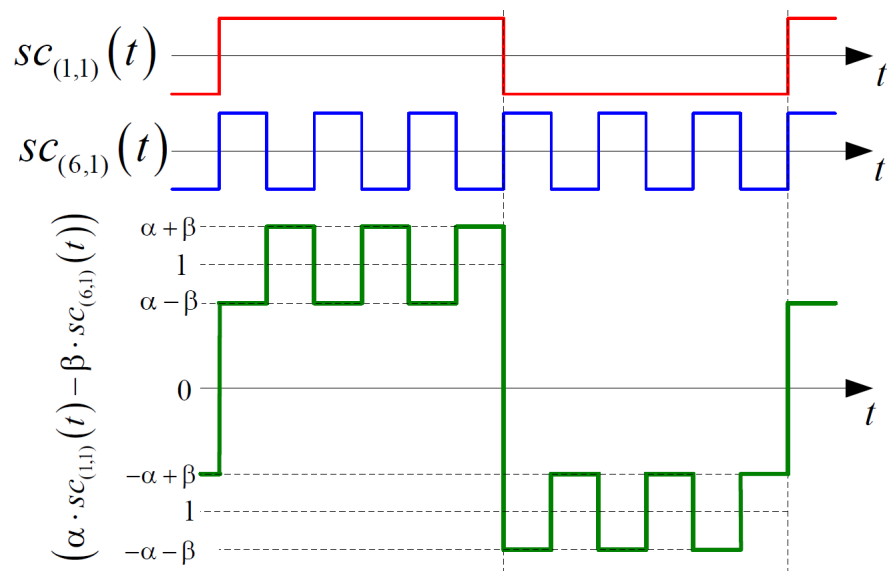 sc(1,1)(t)
t
sc(6,1)(t)
t
(α · sc(1,1)(t) − β · sc(6,1)(t))
α + β
1
α − β
0
t
−α + β
1
−α − β